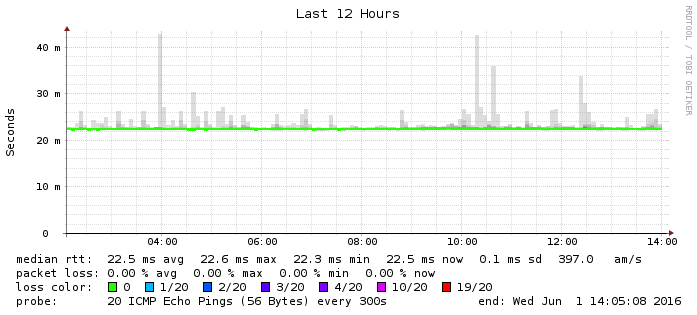 Last 12 Hours
RRDTOOL / TOBI OETIKER
Seconds
40 m
30 m
20 m
10 m
0
04:00 06:00 08:00 10:00 12:00 14:00
median rtt: 22.5 ms avg 22.6 ms max 22.3 ms min 22.5 ms now 0.1 ms sd 397.0 am/s
packet loss: 0.00 % avg 0.00 % max 0.00 % min 0.00 % now
loss color: 0 1/20 2/20 3/20 4/20 10/20 19/20
probe: 20 ICMP Echo Pings (56 Bytes) every 300s end: Wed Jun 1 14:05:08 2016